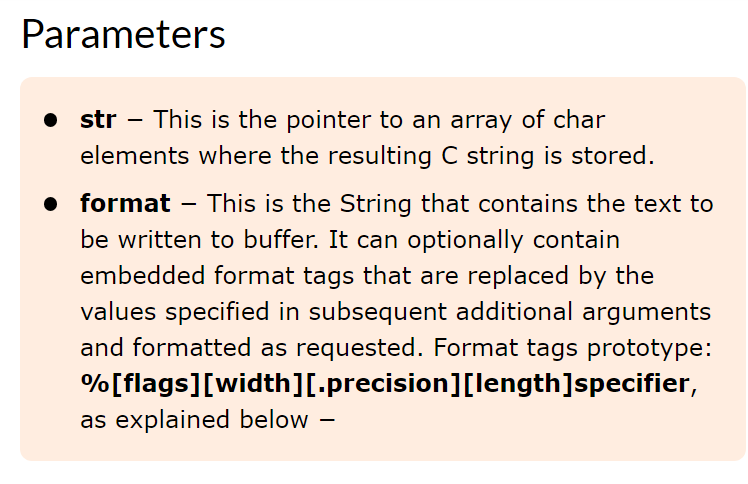 Parameters
● str − This is the pointer to an array of char
elements where the resulting C string is stored.
● format − This is the String that contains the text to
be written to buffer. It can optionally contain
embedded format tags that are replaced by the
values specified in subsequent additional arguments
and formatted as requested. Format tags prototype:
%[flags][width][.precision][length]specifier,
as explained below −